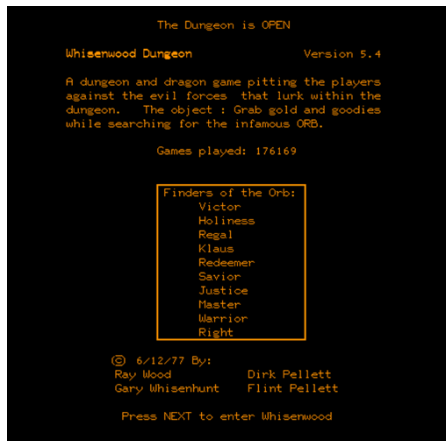 The Dungeon is OPEN
Whisenwood Dungeon Version 5.4
A dungeon and dragon game pitting the players
against the evil forces that lurk within the
dungeon. The object : Grab gold and goodies
while searching for the infamous ORB.
Games played: 176169
Finders of the Orb:
Victor
Holiness
Regal
Klaus
Redeemer
Savior
Justice
Master
Warrior
Right
© 6/12/77 By:
Ray Wood Dirk Pellett
Gary Whisenhunt Flint Pellett
Press NEXT to enter Whisenwood